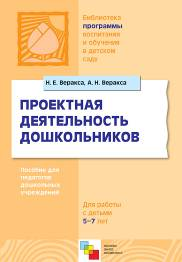 Библиотека
программы
воспитания
и обучения
в детском
саду
Н. Е. Веракса, А. Н. Веракса
ПРОЕКТНАЯ
ДЕЯТЕЛЬНОСТЬ
ДОШКОЛЬНИКОВ
Пособие для
педагогов
дошкольных
учреждений
Для работы
с детьми
5–7 лет